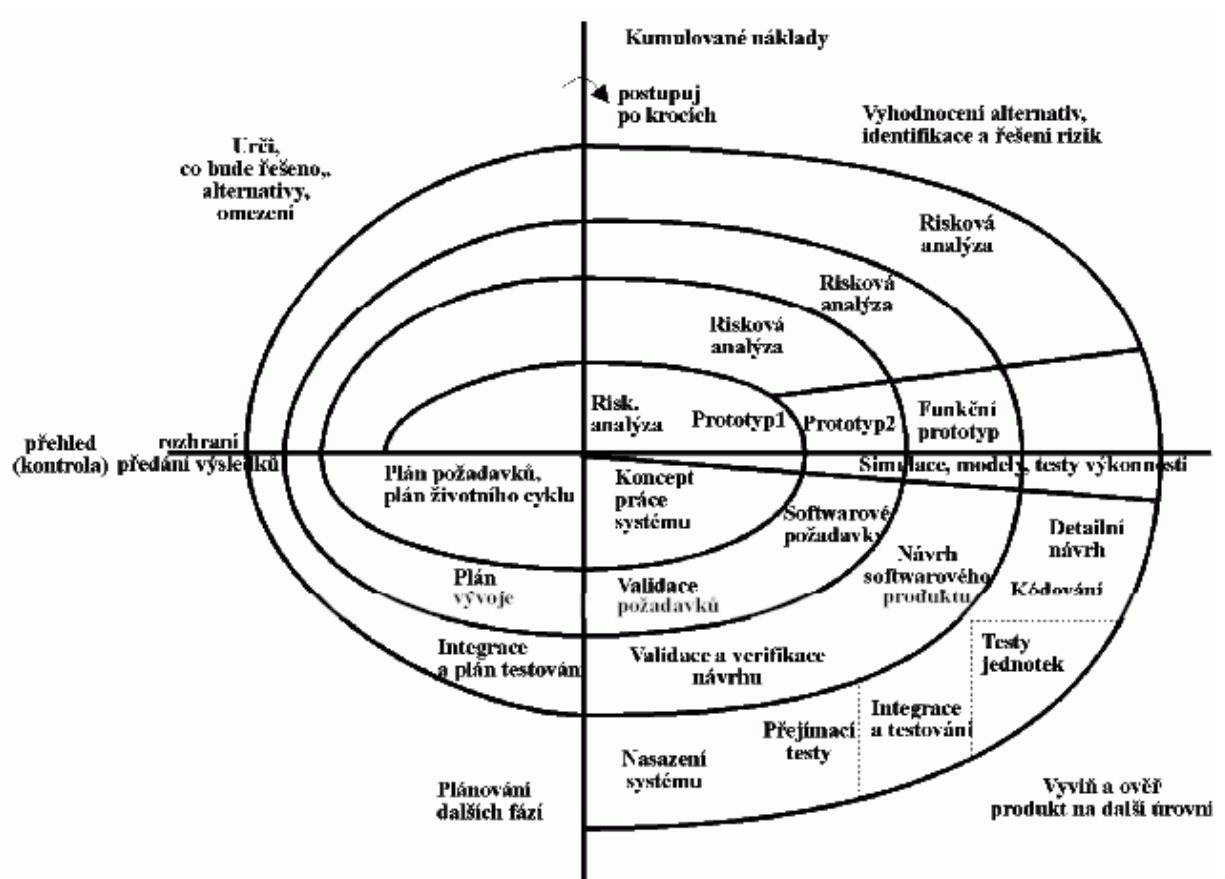 Kumulované náklady
postupuj
po krocích
Vyhodnocení alternativ,
identifikace a řešení rizik
Urči,
co bude řešeno,
alternativy,
omezení
Risková
analýza
Risková
analýza
Risková
analýza
Risk.
analýza
Prototyp1
Prototyp2
Funkční
prototyp
přehled
(kontrola)
rozhraní
předání výsledků
Simulace, modely, testy výkonnosti
Plán požadavků,
plán životního cyklu
Koncept
práce
systému
Softwarové
požadavky
Detailní
návrh
Návrh
softwarového
produktu
Kódování
Plán
vývoje
Validace
požadavků
Integrace
a plán testován
Validace a verifikace
návrhu
Testy
jednotek
Integrace
a testování
Přejímací
testy
Nasazení
systému
Plánování
dalších fází
Vyviň a ověř
produkt na další úrovni